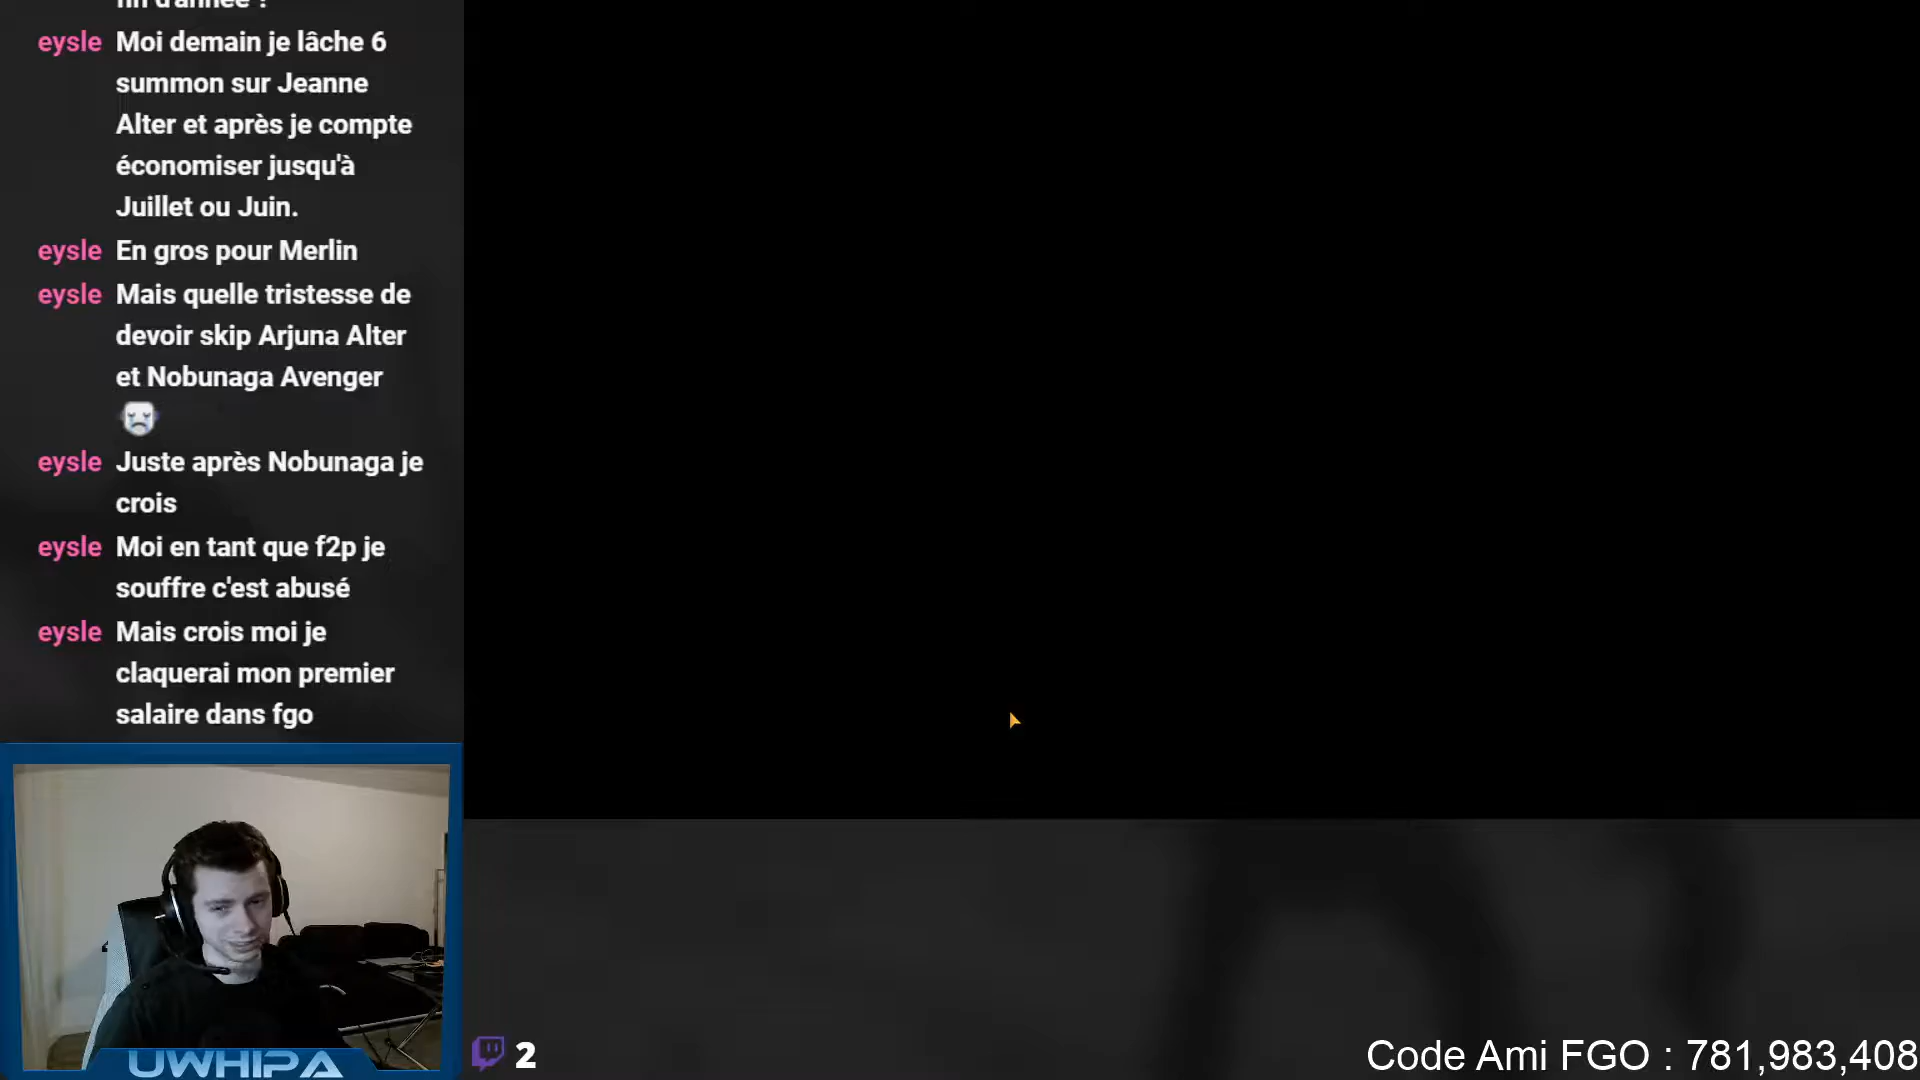 fin d'année ?
eysle Moi demain je lâche 6
summon sur Jeanne
Alter et après je compte
économiser jusqu'à
Juillet ou Juin.
eysle En gros pour Merlin
eysle Mais quelle tristesse de
devoir skip Arjuna Alter
et Nobunaga Avenger
eysle Juste après Nobunaga je
crois
eysle Moi en tant que f2p je
souffre c'est abusé
eysle Mais crois moi je
claquerai mon premier
salaire dans fgo
UWHIPA
2
Code Ami FGO : 781,983,408